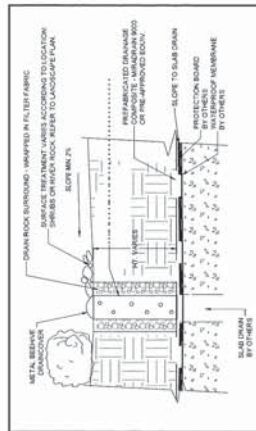 DRAIN ROCK SURROUND - WRAPPED IN FILTER FABRIC
SURFACE TREATMENT VARIES ACCORDING TO LOCATION:
SHRUBS OR RIVER ROCK. REFER TO LANDSCAPE PLAN.
METAL BEEHIVE
DRAINCOVER
SLOPE MIN. 2%
PREFABRICATED DRAINAGE
COMPOSITE - MIRADRAIN 9000
OR PRE-APPROVED EQUIV.
HT. VARIES
SLOPE TO SLAB DRAIN
PROTECTION BOARD
BY OTHERS
WATERPROOF MEMBRANE
BY OTHERS
SLAB DRAIN
BY OTHERS